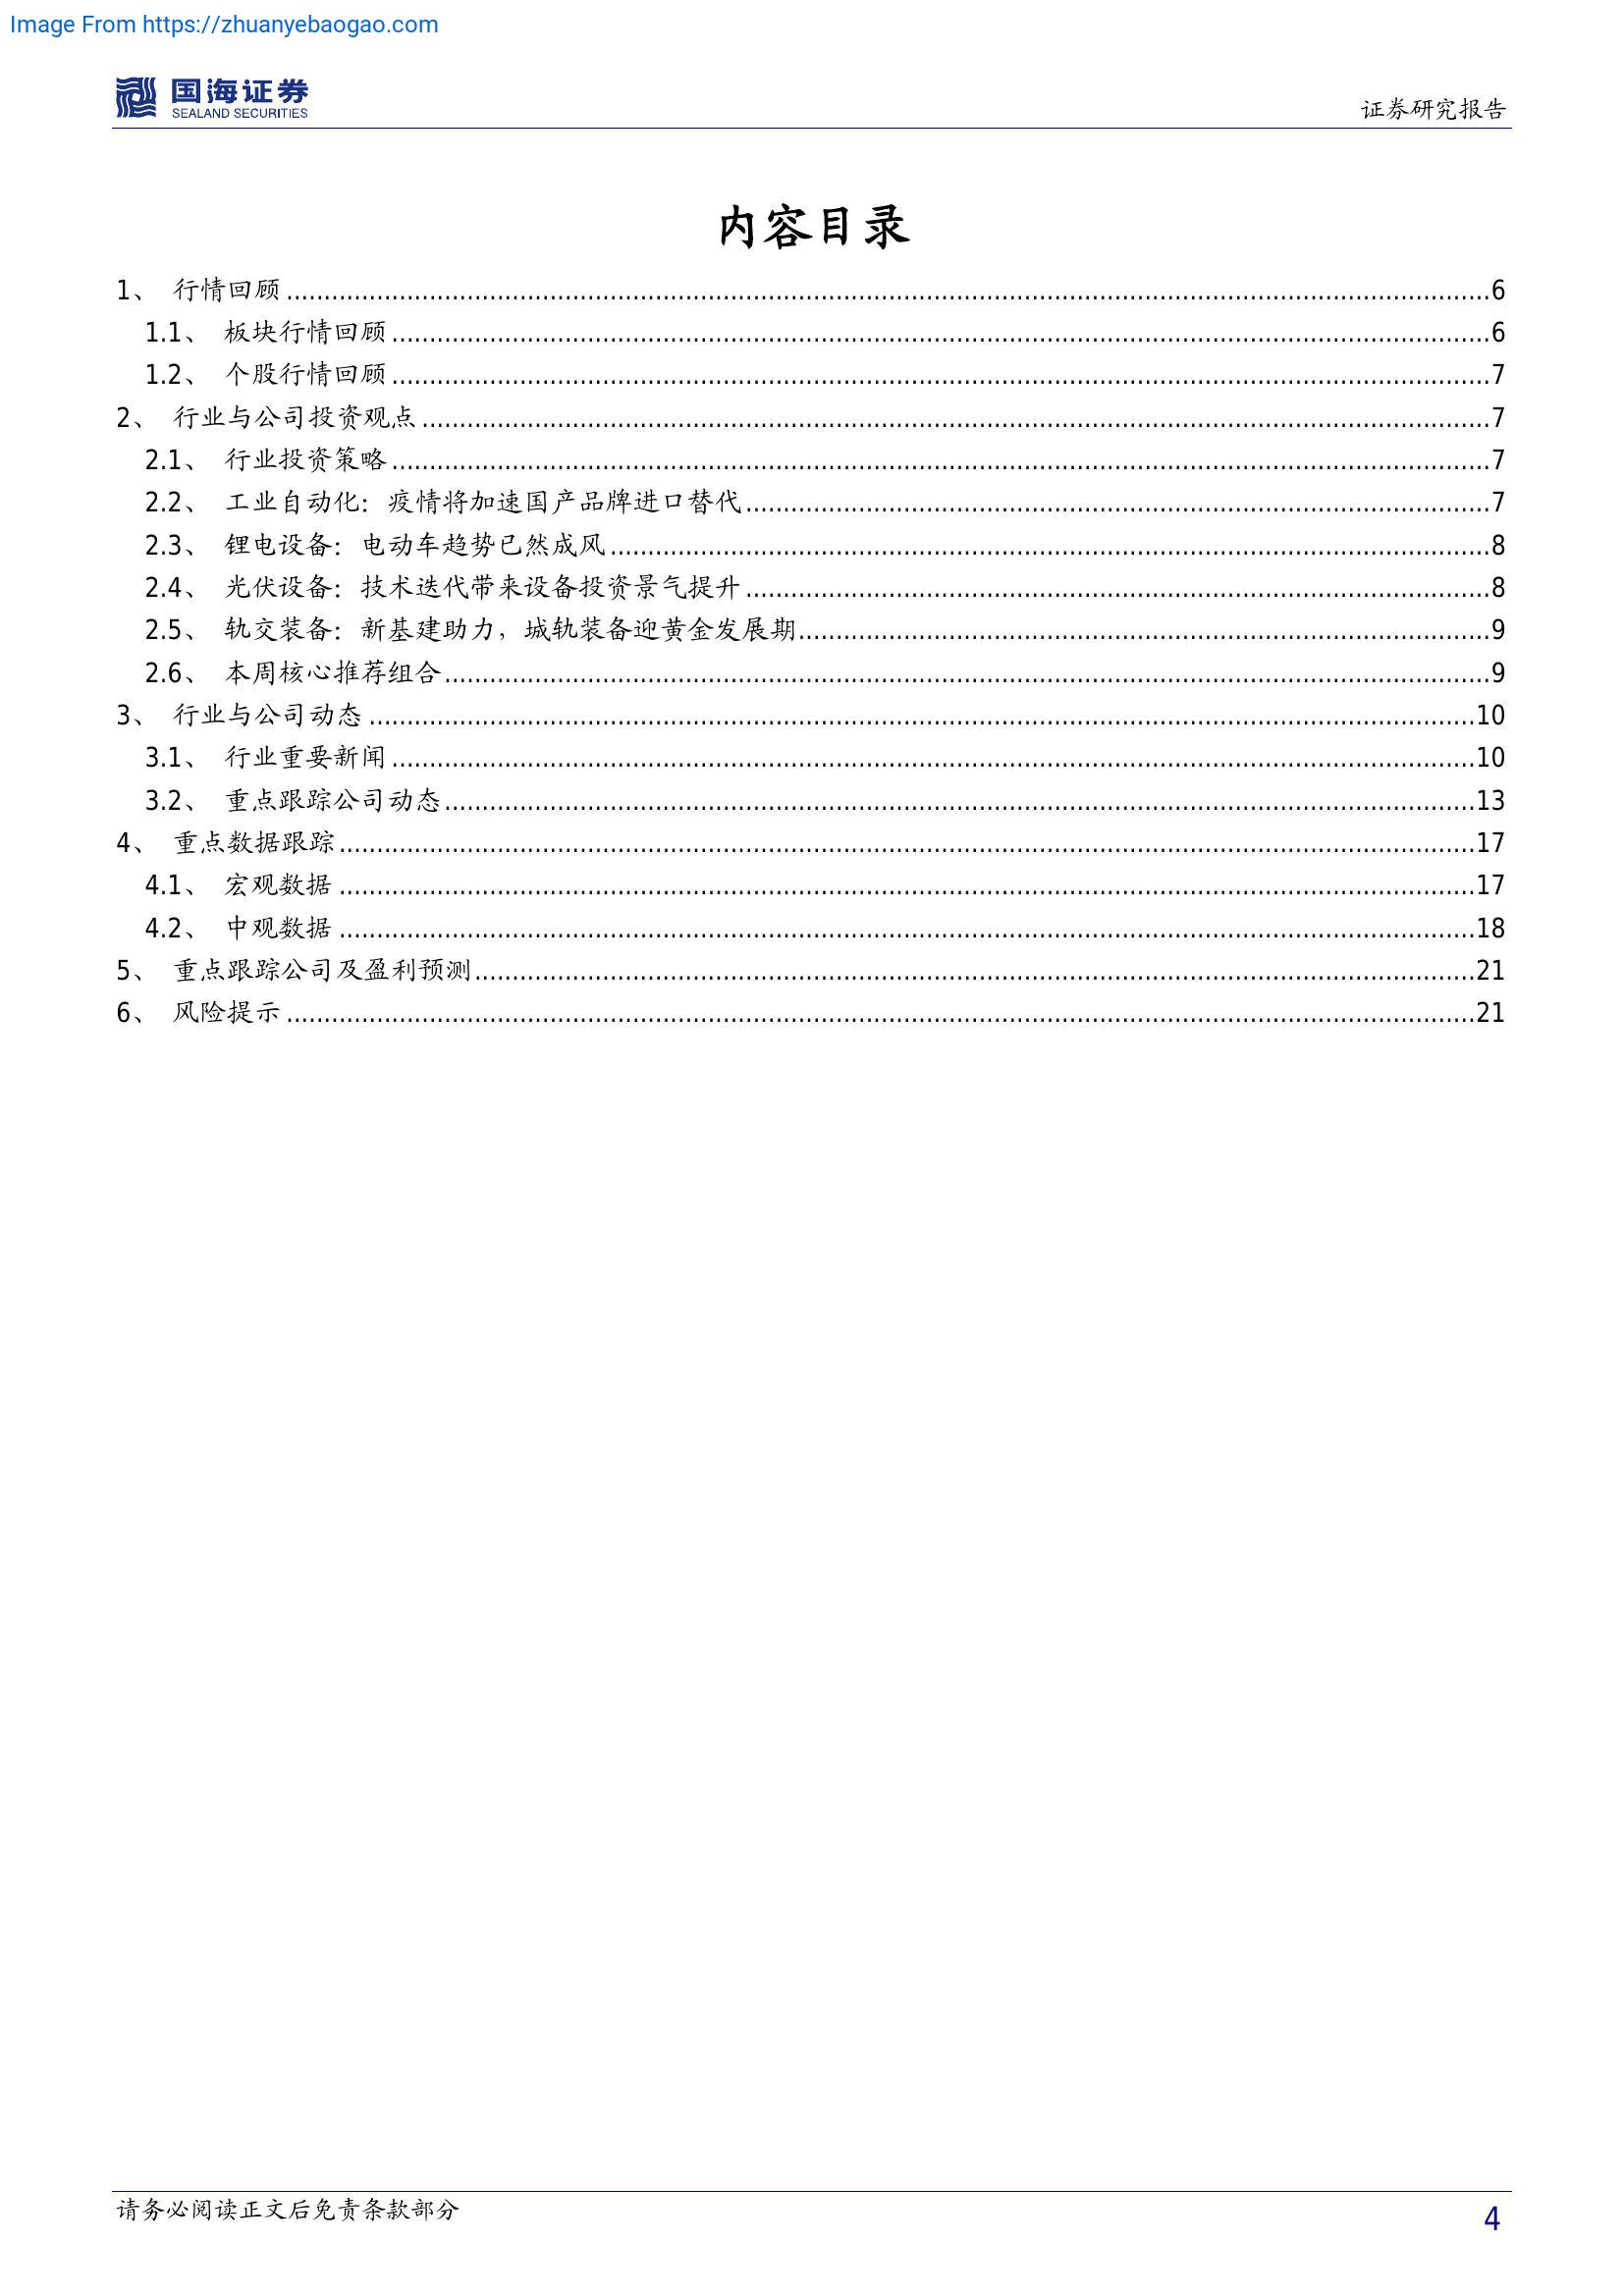 Image From https://zhuanyebaogao.com
国海证券
SEALAND SECURITIES
证券研究报告
内容目录
1、 行情回顾 ........................................................ 6
1.1、 板块行情回顾 ........................................................ 6
1.2、 个股行情回顾 ........................................................ 7
2、 行业与公司投资观点 ........................................................ 7
2.1、 行业投资策略 ........................................................ 7
2.2、 工业自动化：疫情将加速国产品牌进口替代 ........................................................ 7
2.3、 锂电设备：电动车趋势已然成风 ........................................................ 8
2.4、 光伏设备：技术迭代带来设备投资景气提升 ........................................................ 8
2.5、 轨交装备：新基建助力，城轨装备迎黄金发展期 ........................................................ 9
2.6、 本周核心推荐组合 ........................................................ 9
3、 行业与公司动态 ........................................................ 10
3.1、 行业重要新闻 ........................................................ 10
3.2、 重点跟踪公司动态 ........................................................ 13
4、 重点数据跟踪 ........................................................ 17
4.1、 宏观数据 ........................................................ 17
4.2、 中观数据 ........................................................ 18
5、 重点跟踪公司及盈利预测 ........................................................ 21
6、 风险提示 ........................................................ 21
请务必阅读正文后免责条款部分
4